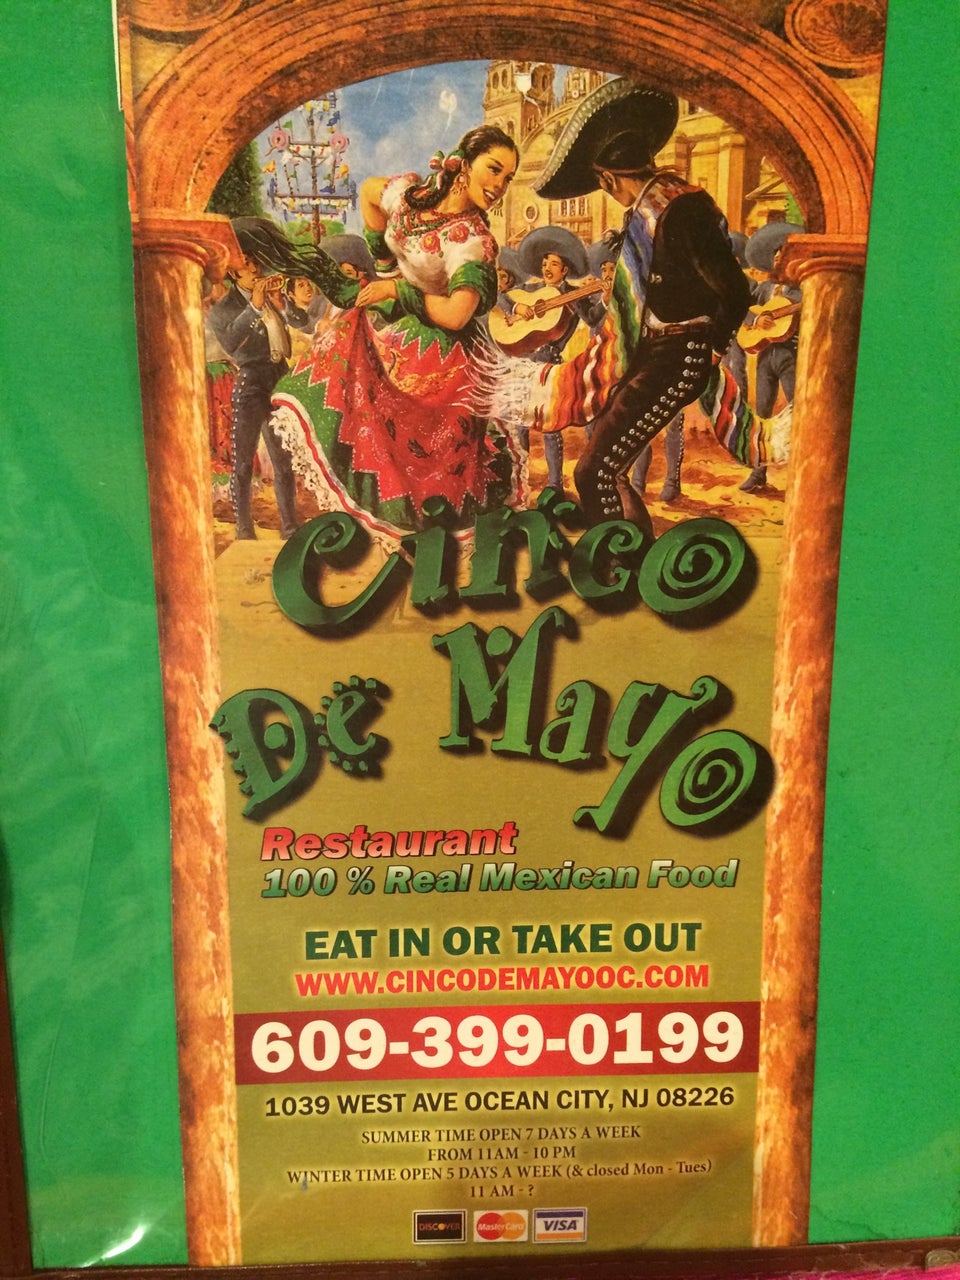 Cinco
De Mayo
Restaurant
100 % Real Mexican Food
EAT IN OR TAKE OUT
WWW.CINCODEMAYOOC.COM
609-399-0199
1039 WEST AVE OCEAN CITY, NJ 08226
SUMMER TIME OPEN 7 DAYS A WEEK
FROM 11AM - 10 PM
WINTER TIME OPEN 5 DAYS A WEEK (& closed Mon - Tues)
11 AM - ?
DISCOVER MasterCard VISA